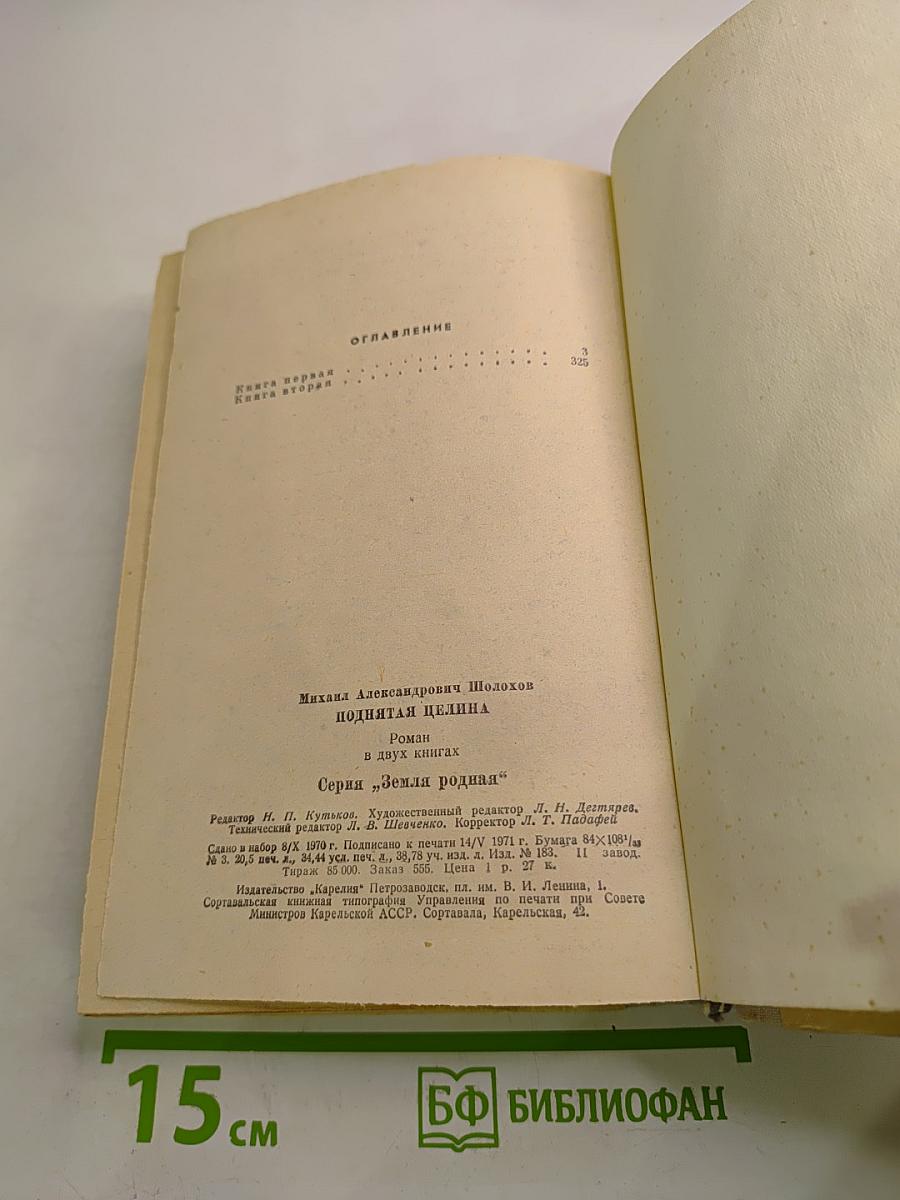 ОГЛАВЛЕНИЕ
Книга первая . . . . . . . . . . . . . . 3
Книга вторая . . . . . . . . . . . . . . 325
Михаил Александрович Шолохов
ПОДНЯТАЯ ЦЕЛИНА
Роман
в двух книгах
Серия „Земля родная“
Редактор Н. П. Кутьков. Художественный редактор Л. Н. Дегтярев.
Технический редактор Л. В. Шевченко. Корректор Л. Т. Падафей
Сдано в набор 8/X 1970 г. Подписано к печати 14/V 1971 г. Бумага 84×108¹/₃₂
№ 3. 20,5 печ. л., 34,44 усл. печ. л., 38,78 уч. изд. л. Изд. № 183. II завод.
Тираж 85 000. Заказ 555. Цена 1 р. 27 к.
Издательство „Карелия“ Петрозаводск, пл. им. В. И. Ленина, 1.
Сортавальская книжная типография Управления по печати при Совете
Министров Карельской АССР. Сортавала, Карельская, 42.
15 см
БФ БИБЛИОФАН